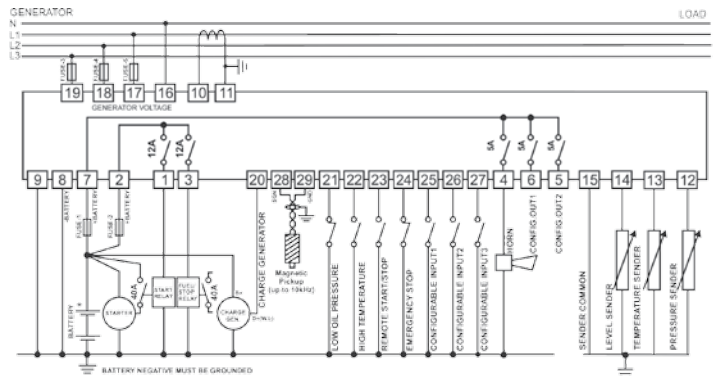 GENERATOR
LOAD
N
L1
L2
L3
FUSE-3
FUSE-4
FUSE-5
19
18
17
16
10
11
GENERATOR VOLTAGE
12A
12A
5A
5A
5A
9
8
7
2
1
3
20
28
29
21
22
23
24
25
26
27
4
6
5
15
14
13
12
-BATTERY
+BATTERY
+BATTERY
FUSE-1
FUSE-2
CHARGE GENERATOR
SGN
GND
Magnetic
Pickup
(up to 10kHz)
LOW OIL PRESSURE
HIGH TEMPERATURE
REMOTE START/STOP
EMERGENCY STOP
CONFIGURABLE INPUT1
CONFIGURABLE INPUT2
CONFIGURABLE INPUT3
HORN
CONFIG.OUT1
CONFIG.OUT2
SENDER COMMON
LEVEL SENDER
TEMPERATURE SENDER
PRESSURE SENDER
BATTERY
+
STARTER
40A
START
RELAY
STOP
RELAY
40A
CHARGE
GEN.
B+
D+(W/L)
BATTERY NEGATIVE MUST BE GROUNDED